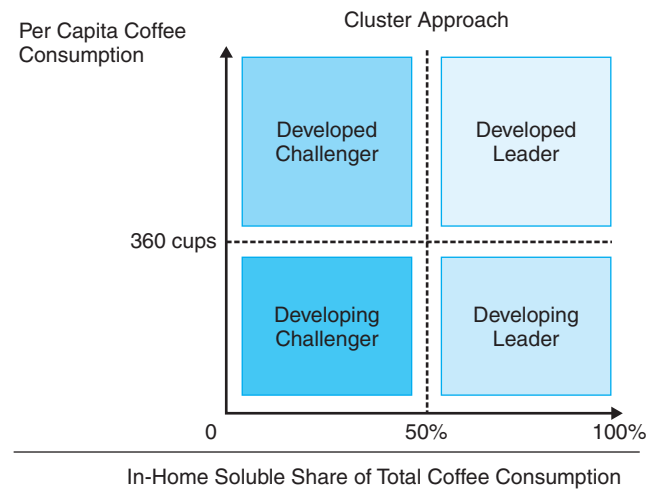 Cluster Approach
Per Capita Coffee
Consumption
Developed
Challenger
Developed
Leader
360 cups
Developing
Challenger
Developing
Leader
0
50%
100%
In-Home Soluble Share of Total Coffee Consumption